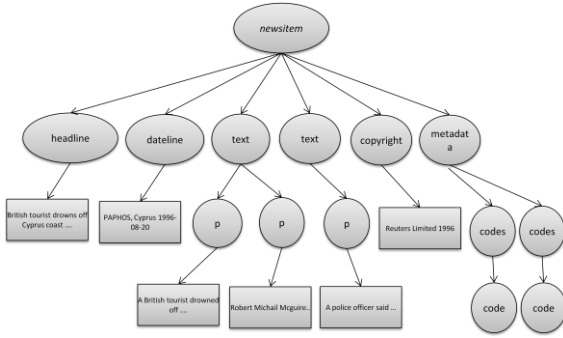 newsitem
headline
dateline
text
text
copyright
metadat
a
British tourist drowns off
Cyprus coast ....
PAPHOS, Cyprus 1996-
08-20
p
p
p
Reuters Limited 1996
codes
codes
A British tourist drowned
off ....
Robert Michail Mcguire...
A police officer said ...
code
code